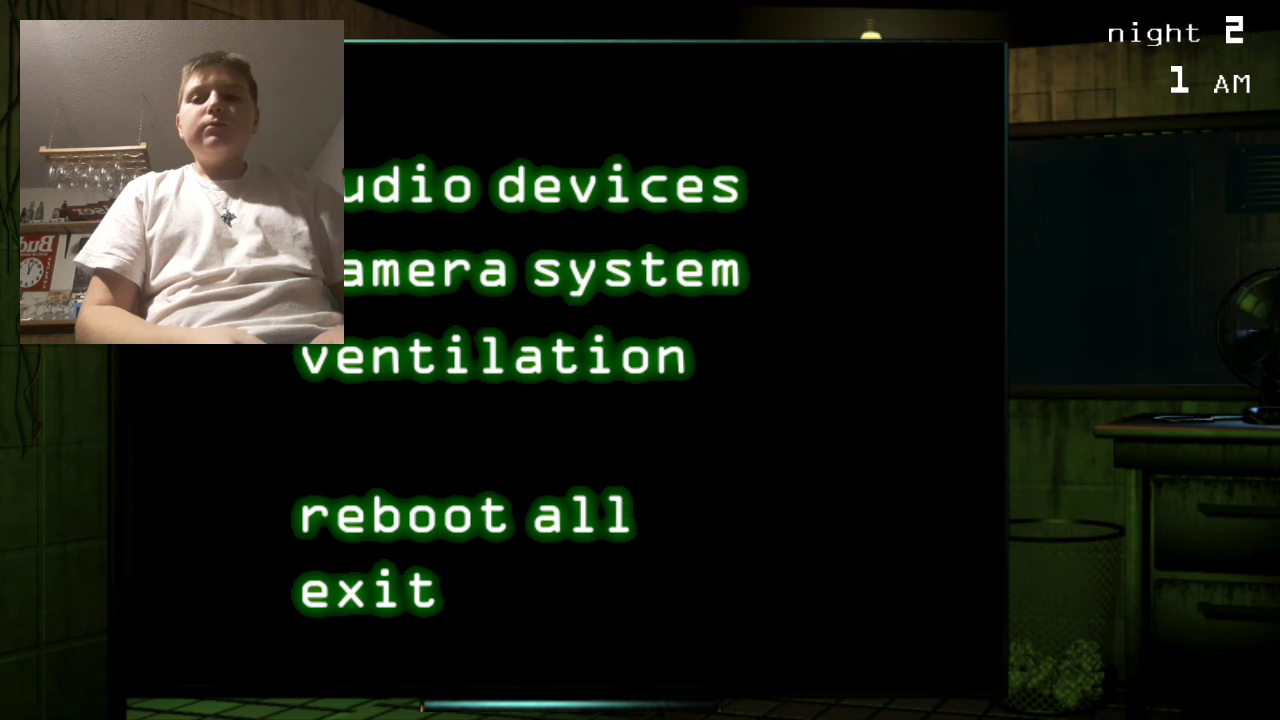 night 2
1 AM
udio devices
amera system
ventilation
reboot all
exit